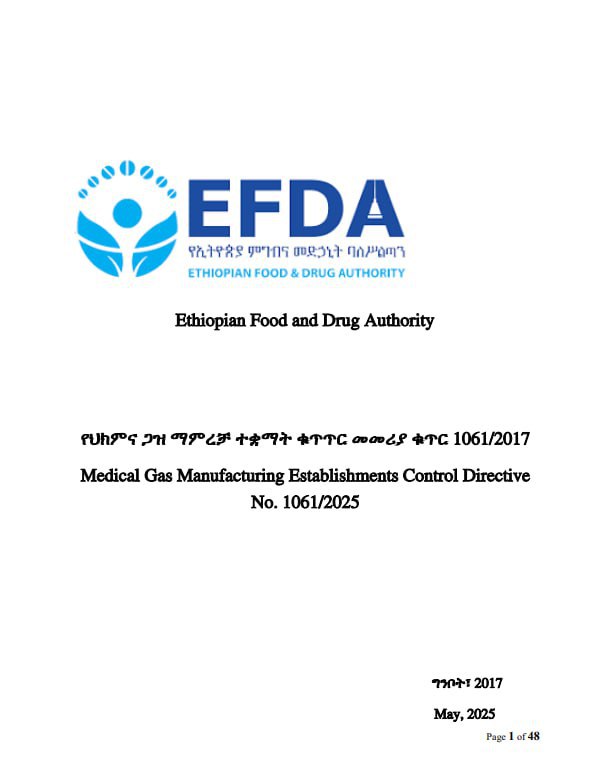 EFDA
የኢትዮጵያ ምግብና መድኃኒት ባለሥልጣን
ETHIOPIAN FOOD & DRUG AUTHORITY
Ethiopian Food and Drug Authority
የህክምና ጋዝ ማምረቻ ተቋማት ቁጥጥር መመሪያ ቁጥር 1061/2017
Medical Gas Manufacturing Establishments Control Directive
No. 1061/2025
ግንቦት፣ 2017
May, 2025
Page 1 of 48